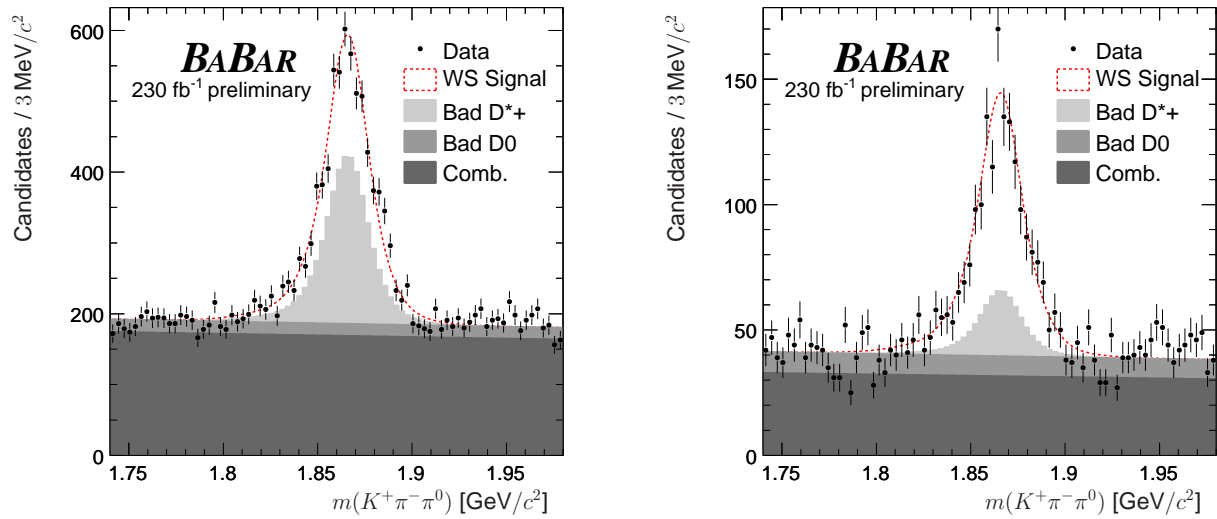 Candidates / 3 MeV/c²
600
400
200
0
BABAR
230 fb⁻¹ preliminary
Data
WS Signal
Bad D*+
Bad D0
Comb.
1.75 1.8 1.85 1.9 1.95
m(K⁺π⁻π⁰) [GeV/c²]
Candidates / 3 MeV/c²
150
100
50
0
BABAR
230 fb⁻¹ preliminary
Data
WS Signal
Bad D*+
Bad D0
Comb.
1.75 1.8 1.85 1.9 1.95
m(K⁺π⁻π⁰) [GeV/c²]